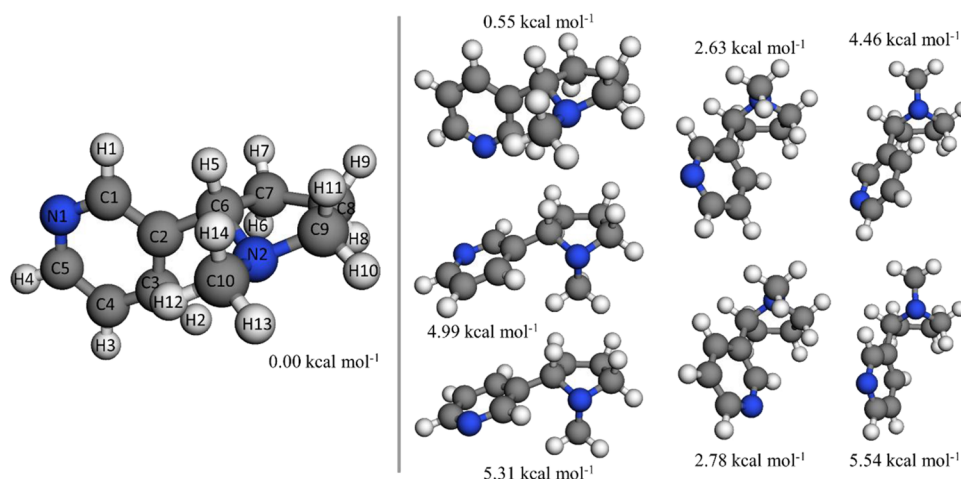 0.55 kcal mol⁻¹
2.63 kcal mol⁻¹
4.46 kcal mol⁻¹
H1
H5
H7
H9
H11
N1
C1
C6
C7
C8
H6
H14
C2
C9
H8
N2
H4
C5
C3
C10
H10
C4
H12
H2
H13
H3
0.00 kcal mol⁻¹
4.99 kcal mol⁻¹
5.31 kcal mol⁻¹
2.78 kcal mol⁻¹
5.54 kcal mol⁻¹